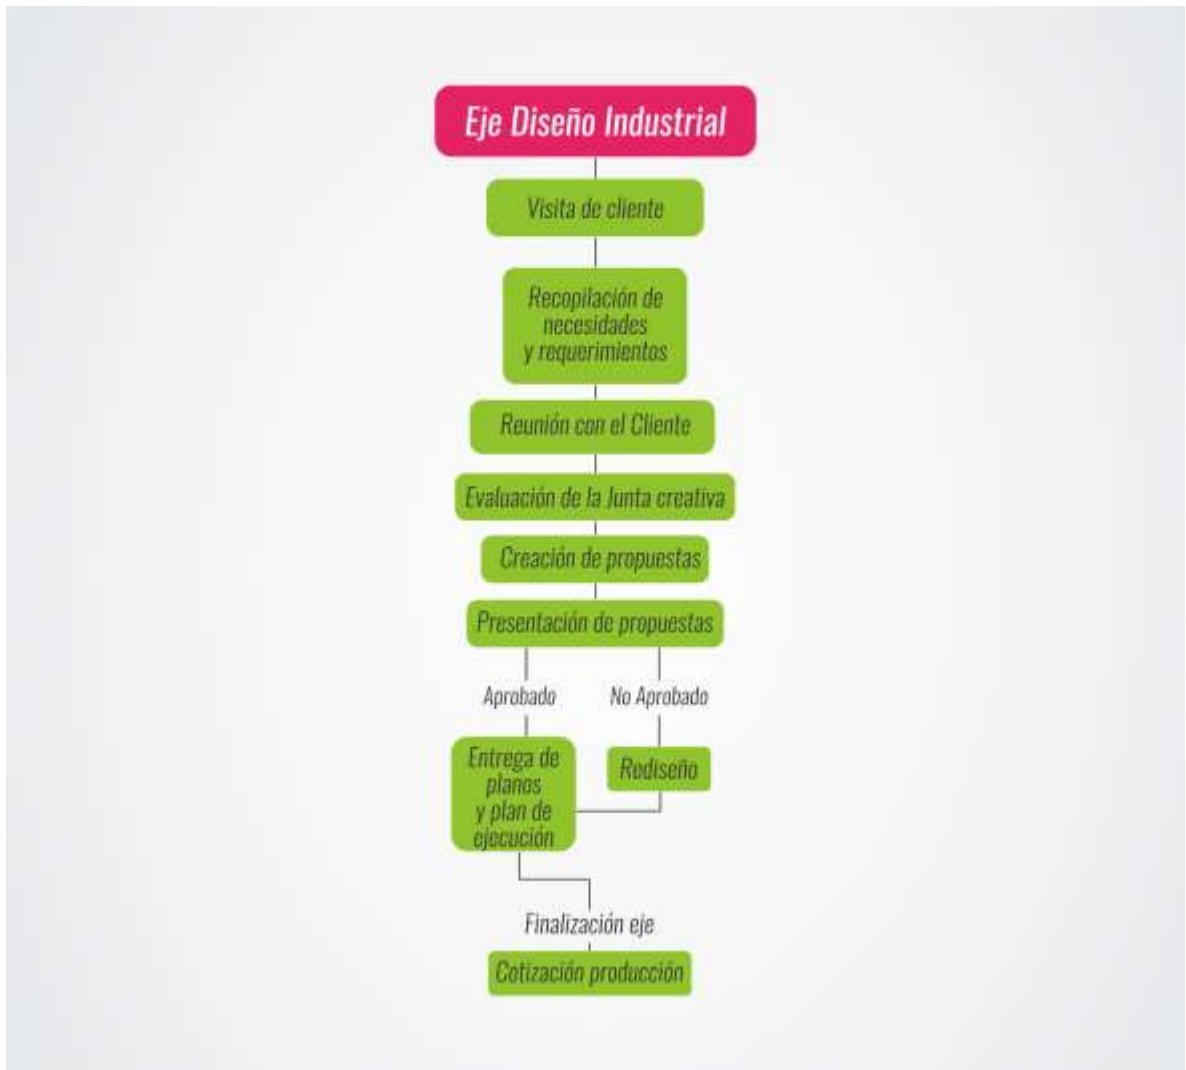 Eje Diseño Industrial
Visita de cliente
Recopilación de
necesidades
y requerimientos
Reunión con el Cliente
Evaluación de la Junta creativa
Creación de propuestas
Presentación de propuestas
Aprobado
No Aprobado
Entrega de
planos
y plan de
ejecución
Rediseño
Finalización eje
Cotización producción